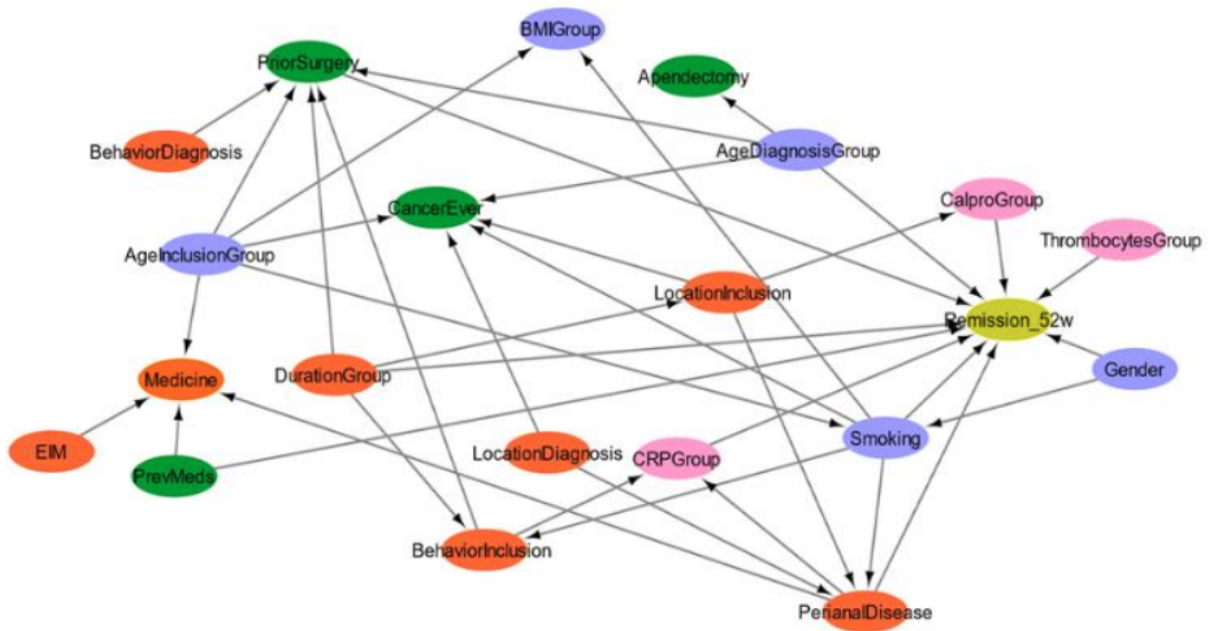 BMIGroup
PriorSurgery
Apendectomy
BehaviorDiagnosis
AgeDiagnosisGroup
CancerEver
CalproGroup
ThrombocytesGroup
AgeInclusionGroup
LocationInclusion
Remission_52w
Medicine
DurationGroup
Gender
EIM
PrevMeds
LocationDiagnosis
CRPGroup
Smoking
BehaviorInclusion
PerianalDisease